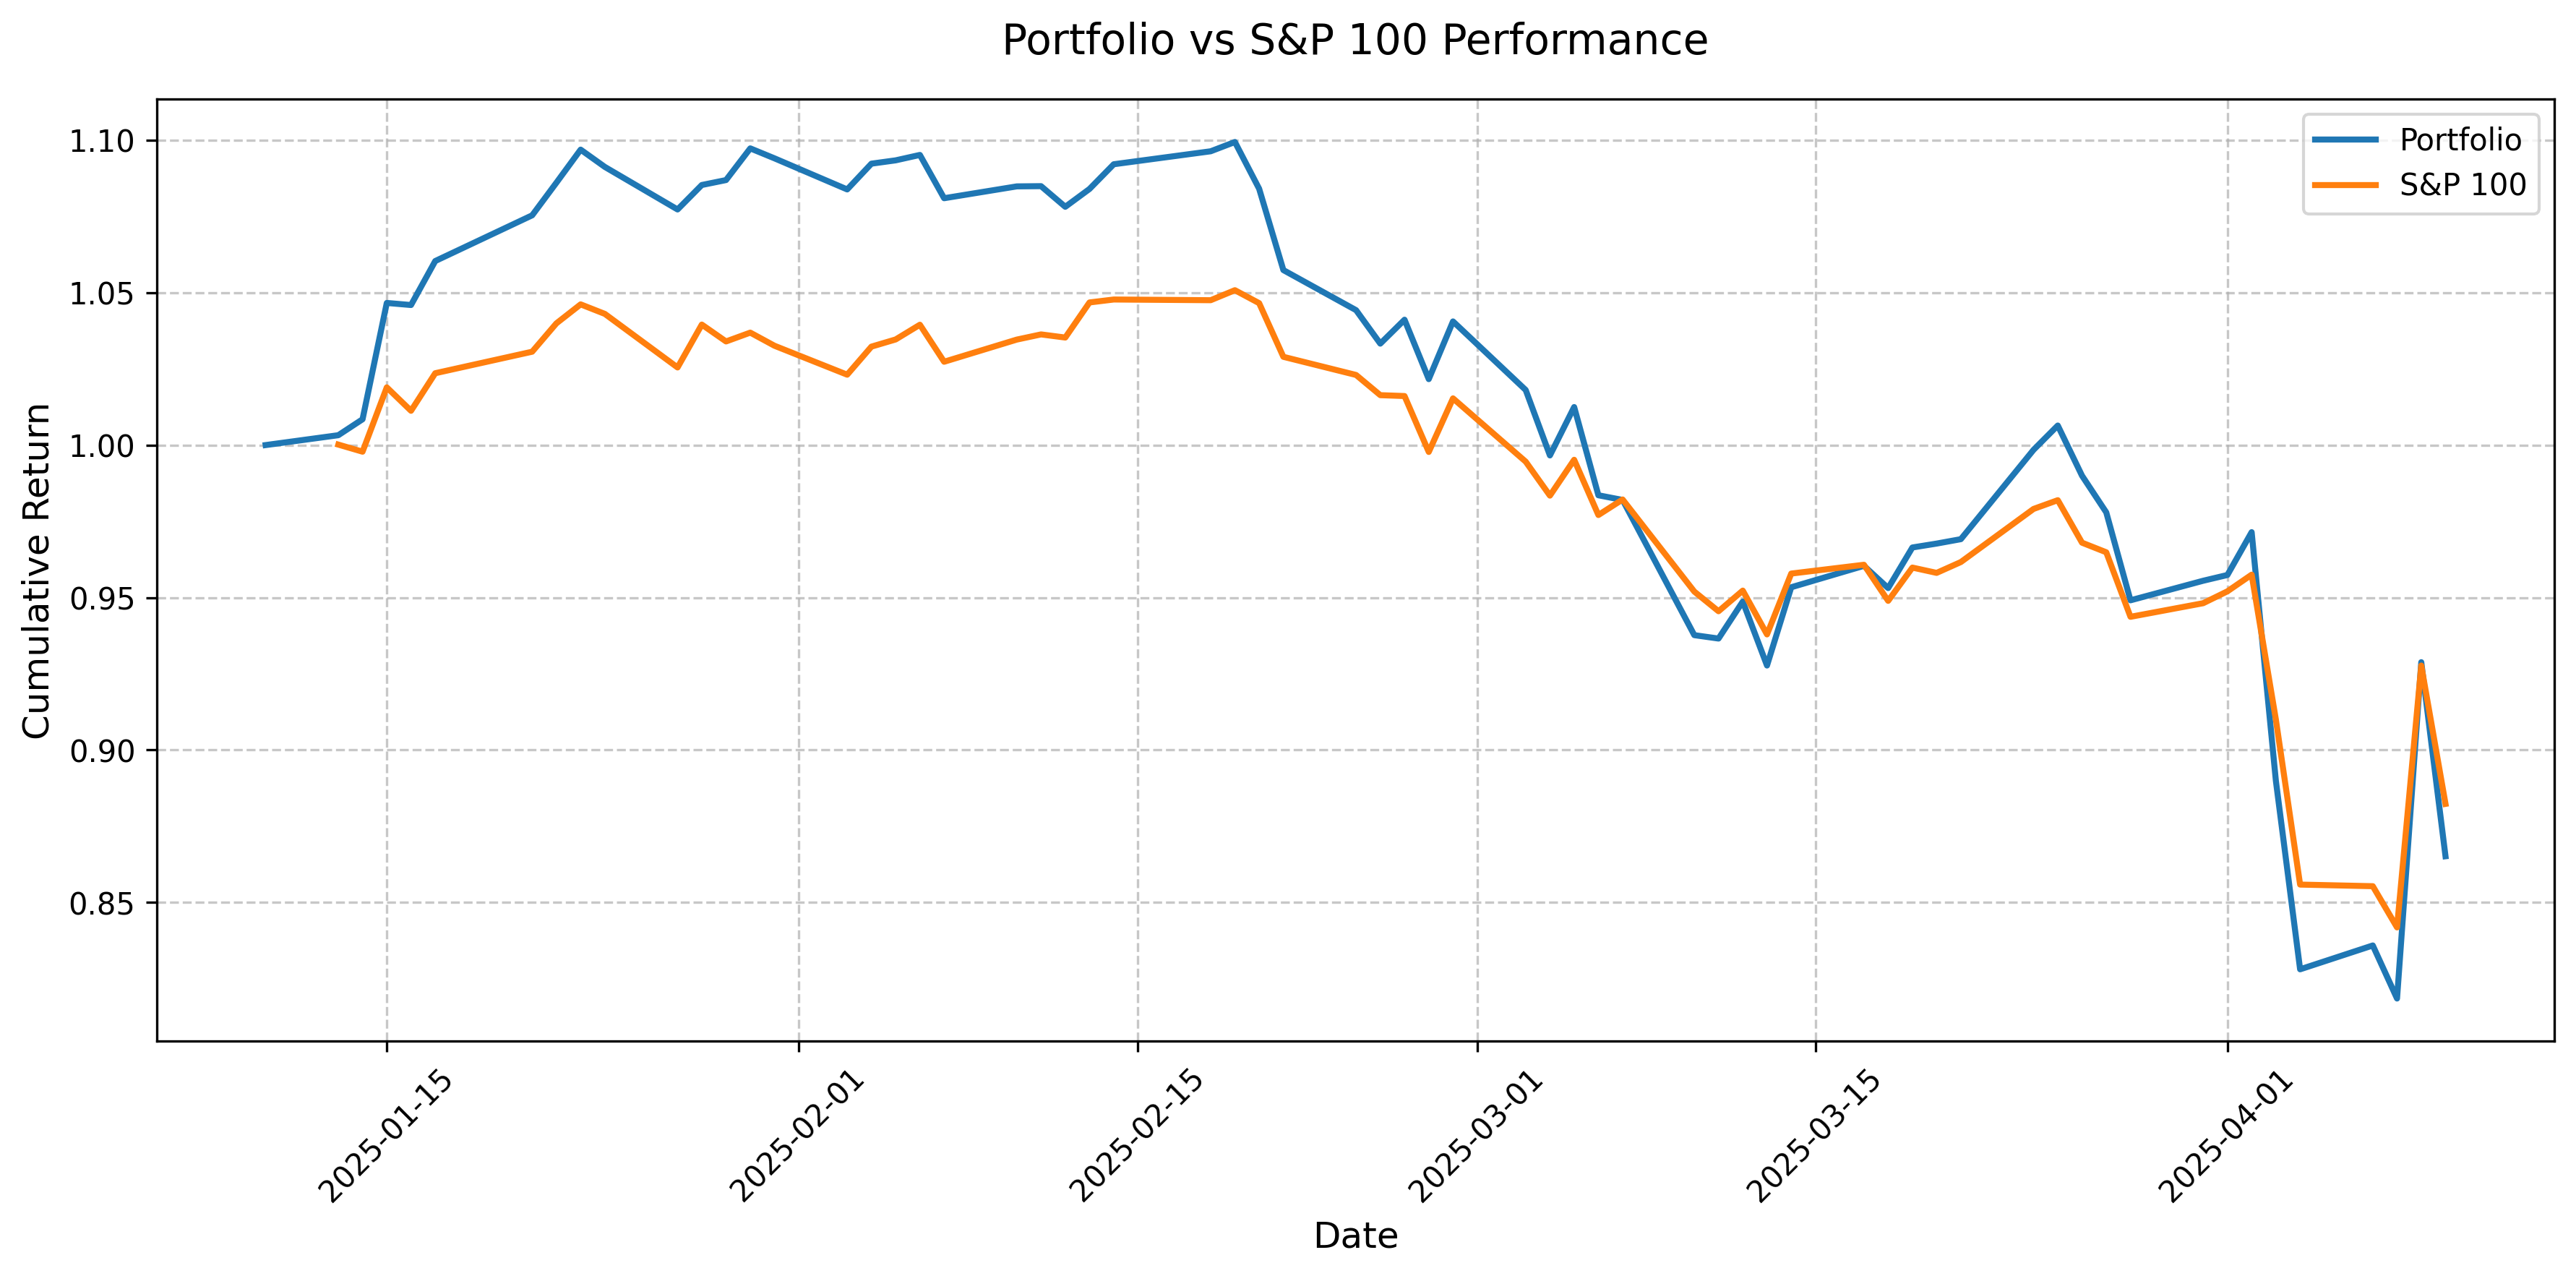 Portfolio vs S&P 100 Performance
Portfolio
S&P 100
Cumulative Return
1.10
1.05
1.00
0.95
0.90
0.85
2025-01-15
2025-02-01
2025-02-15
2025-03-01
2025-03-15
2025-04-01
Date